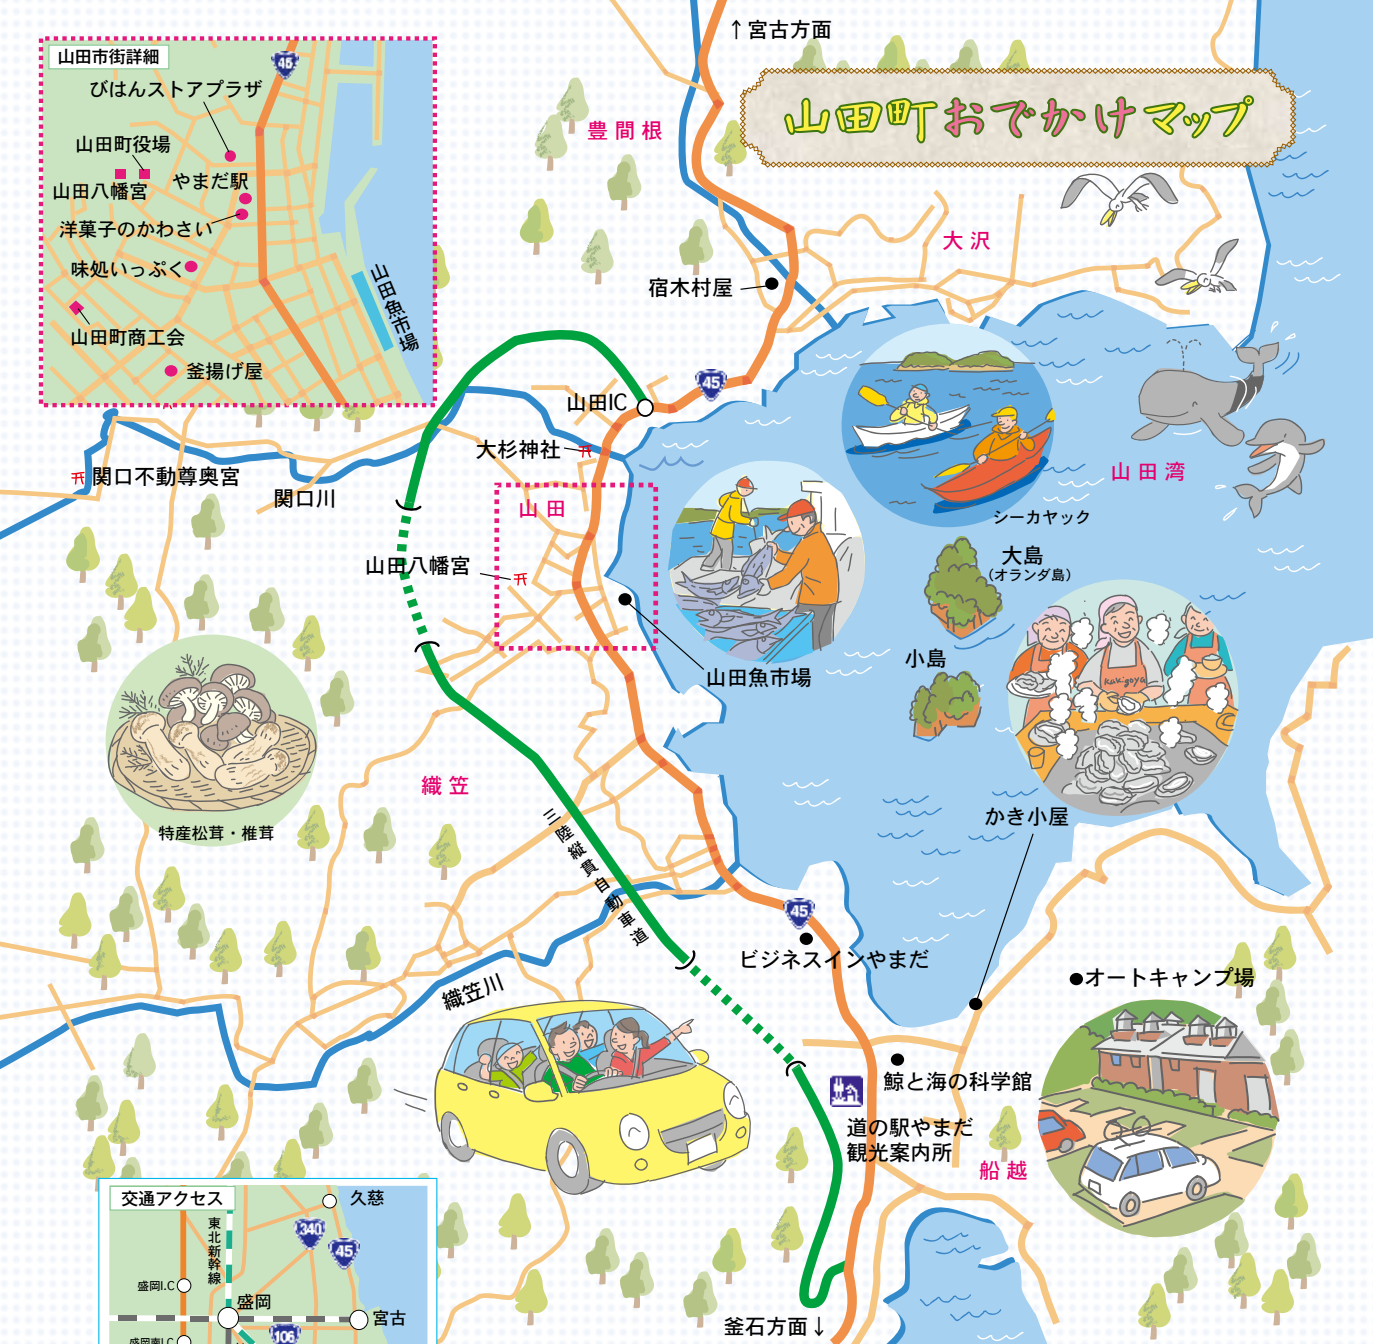 ↑宮古方面
山田町おでかけマップ
山田市街詳細
45
びはんストアプラザ
山田町役場
山田八幡宮
やまだ駅
洋菓子のかわさい
味処いっぷく
山田魚市場
山田町商工会
釜揚げ屋
豊間根
大沢
宿木村屋
45
山田IC
大杉神社
関口不動尊奥宮
関口川
山田
山田八幡宮
山田魚市場
山田湾
シーカヤック
大島
(オランダ島)
小島
kakigoya
かき小屋
特産松茸・椎茸
織笠
三陸縦貫自動車道
45
ビジネスインやまだ
織笠川
オートキャンプ場
鯨と海の科学館
道の駅やまだ
観光案内所
船越
釜石方面↓
交通アクセス
久慈
東北新幹線
340
45
盛岡I.C
盛岡
宮古
106
盛岡南I.C